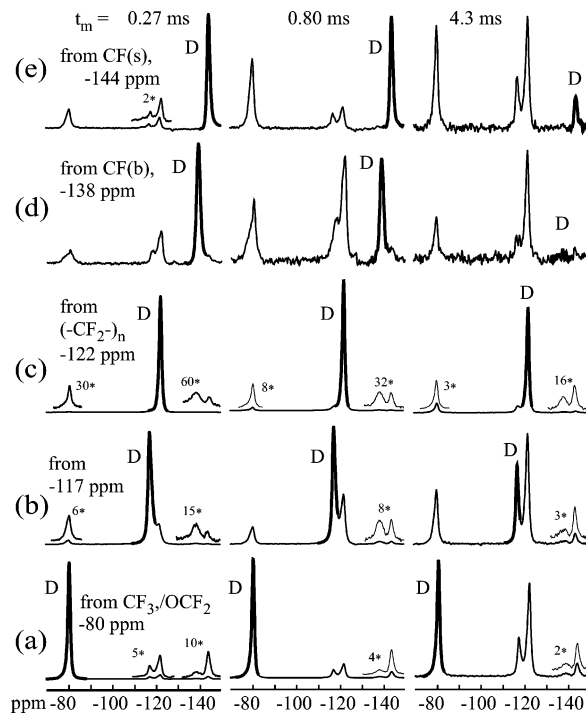 t_m = 0.27 ms 0.80 ms 4.3 ms
(e) from CF(s), D D D
-144 ppm
2*
(d) from CF(b), D D D
-138 ppm
(c) from D D D
(-CF₂-)ₙ
-122 ppm
30* 60* 8* 32* 3* 16*
(b) from D D D
-117 ppm
6* 15* 8* 3*
(a) D from CF₃,/OCF₂ D D
-80 ppm
5* 10* 4* 2*
ppm -80 -100 -120 -140 -80 -100 -120 -140 -80 -100 -120 -140